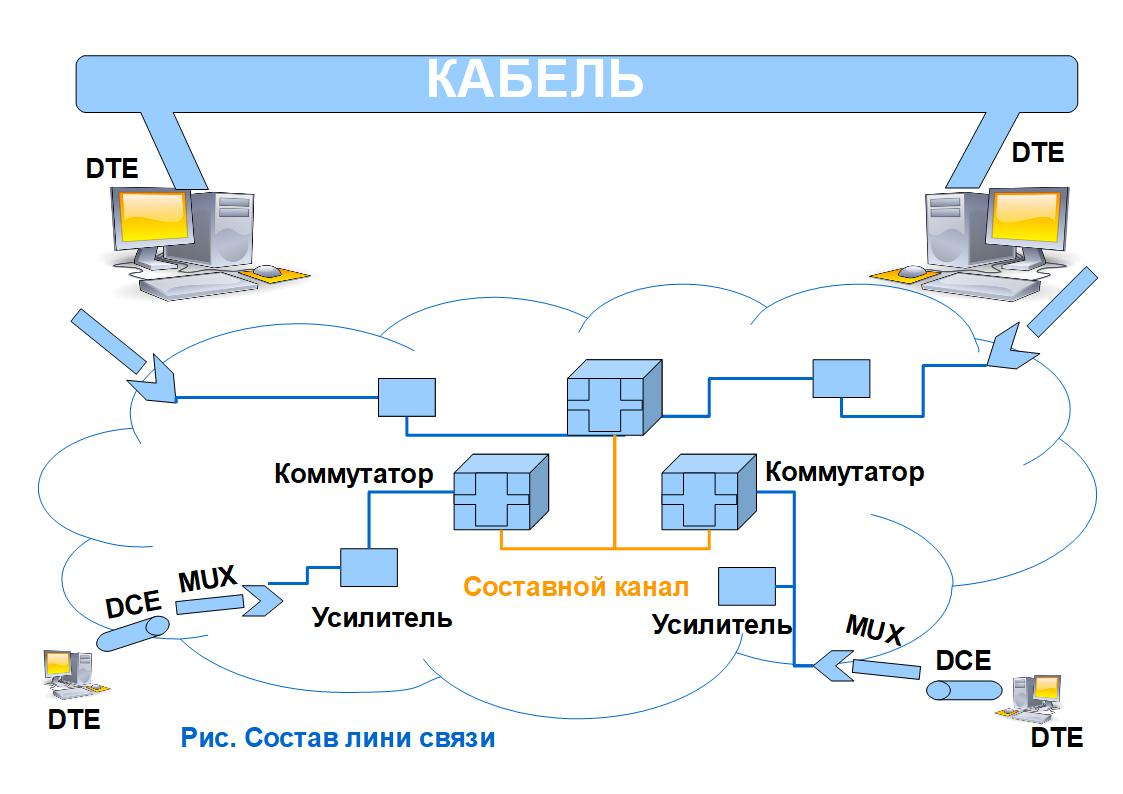 КАБЕЛЬ
DTE
DTE
Коммутатор
Коммутатор
MUX
DCE
Составной канал
Усилитель
Усилитель
MUX
DCE
DTE
DTE
Рис. Состав лини связи